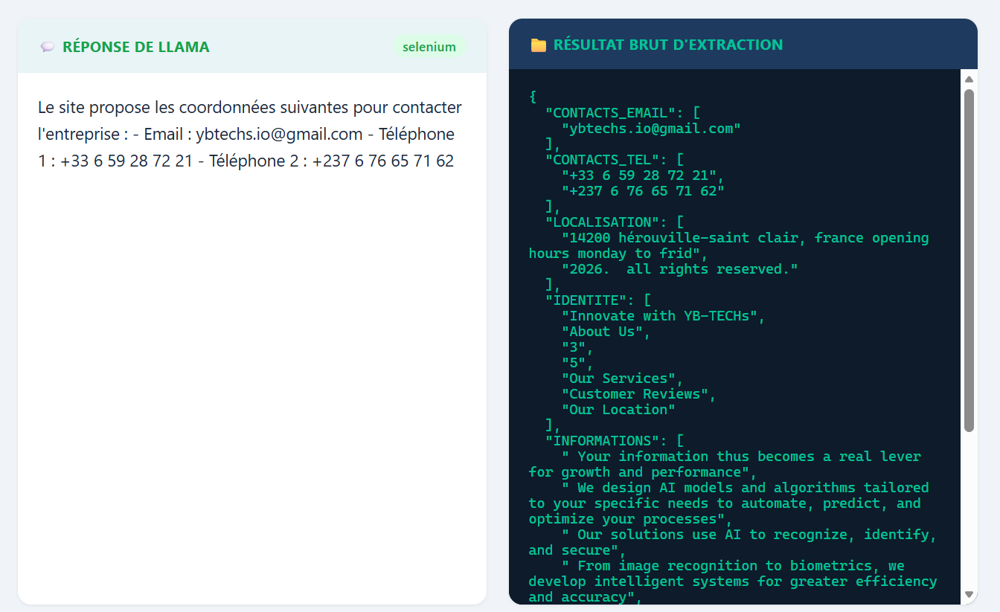 RÉPONSE DE LLAMA
selenium
Le site propose les coordonnées suivantes pour contacter
l'entreprise : - Email : ybtechs.io@gmail.com - Téléphone
1 : +33 6 59 28 72 21 - Téléphone 2 : +237 6 76 65 71 62
RÉSULTAT BRUT D'EXTRACTION
{
"CONTACTS_EMAIL": [
"ybtechs.io@gmail.com"
],
"CONTACTS_TEL": [
"+33 6 59 28 72 21",
"+237 6 76 65 71 62"
],
"LOCALISATION": [
"14200 hérouville-saint clair, france opening
hours monday to frid",
"2026.  all rights reserved."
],
"IDENTITE": [
"Innovate with YB-TECHs",
"About Us",
"3",
"5",
"Our Services",
"Customer Reviews",
"Our Location"
],
"INFORMATIONS": [
" Your information thus becomes a real lever
for growth and performance",
" We design AI models and algorithms tailored
to your specific needs to automate, predict, and
optimize your processes",
" Our solutions use AI to recognize, identify,
and secure",
" From image recognition to biometrics, we
develop intelligent systems for greater efficiency
and accuracy",